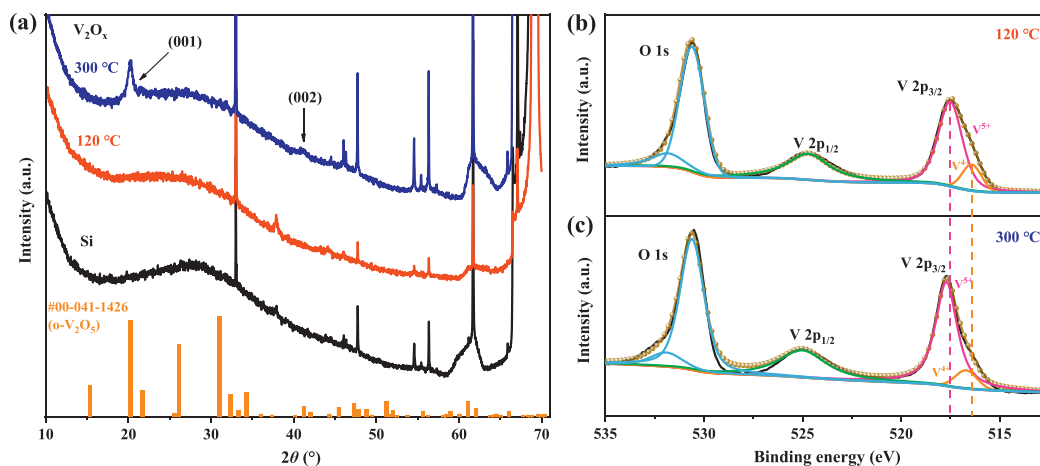 (a)
V₂Oₓ
(001)
300 °C
(002)
120 °C
Si
#00-041-1426
(o-V₂O₅)
Intensity (a.u.)
10 20 30 40 50 60 70
2θ (°)
(b)
120 °C
O 1s
V 2p₃/₂
V 2p₁/₂
V⁵⁺
V⁴⁺
Intensity (a.u.)
(c)
300 °C
O 1s
V 2p₃/₂
V⁵⁺
V 2p₁/₂
V⁴⁺
Intensity (a.u.)
535 530 525 520 515
Binding energy (eV)